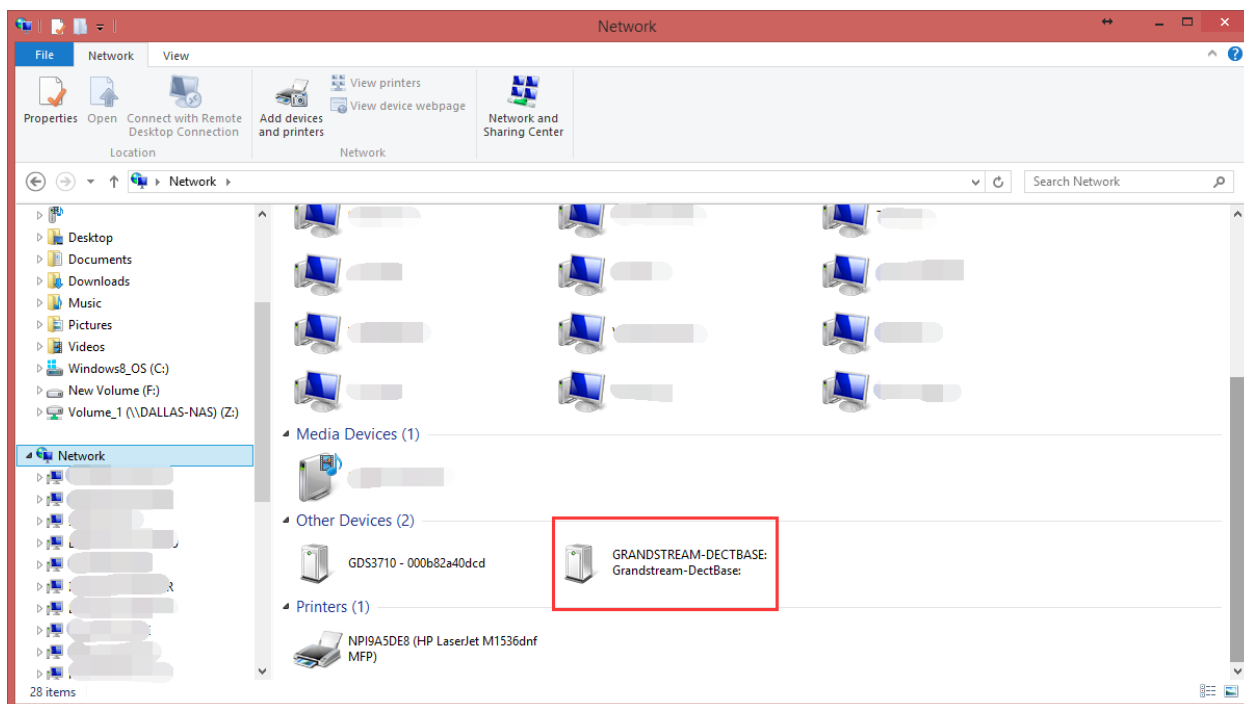 Network
File
Network
View
Properties
Open
Connect with Remote
Desktop Connection
Location
Add devices
and printers
View printers
View device webpage
Network
Network and
Sharing Center
Network
Search Network
Desktop
Documents
Downloads
Music
Pictures
Videos
Windows8_OS (C:)
New Volume (F:)
Volume_1 (\\DALLAS-NAS) (Z:)
Network
Media Devices (1)
Other Devices (2)
GDS3710 - 000b82a40dcd
GRANDSTREAM-DECTBASE:
Grandstream-DectBase:
Printers (1)
NPI9A5DE8 (HP LaserJet M1536dnf
MFP)
28 items